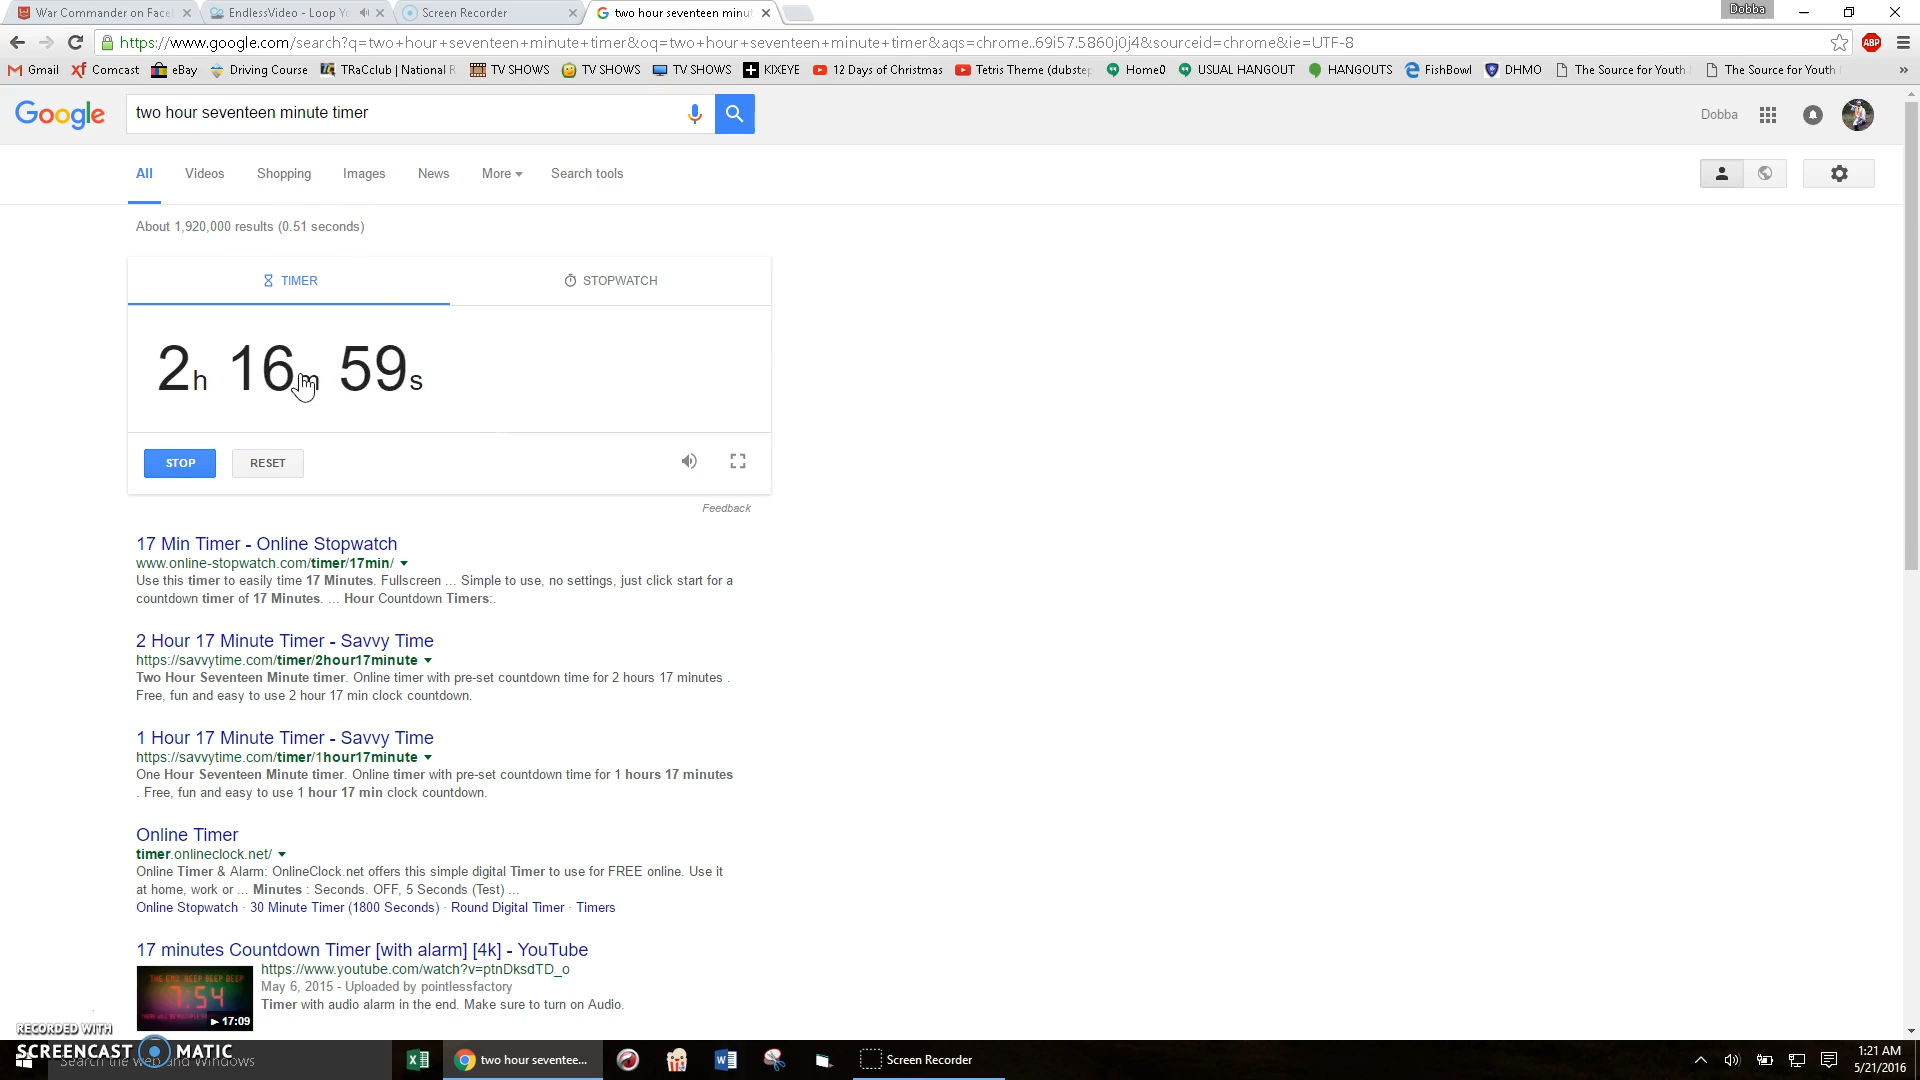 War Commander on Face
EndlessVideo - Loop Yo
Screen Recorder
two hour seventeen minut
Dobba
https://www.google.com/search?q=two+hour+seventeen+minute+timer&oq=two+hour+seventeen+minute+timer&aqs=chrome..69i57.5860j0j4&sourceid=chrome&ie=UTF-8
ABP
Gmail
Comcast
eBay
Driving Course
TRaCclub | National R
TV SHOWS
TV SHOWS
TV SHOWS
KIXEYE
12 Days of Christmas
Tetris Theme (dubste
Home0
USUAL HANGOUT
HANGOUTS
FishBowl
DHMO
The Source for Youth
The Source for Youth
»
Google
two hour seventeen minute timer
Dobba
All
Videos
Shopping
Images
News
More
Search tools
About 1,920,000 results (0.51 seconds)
TIMER
STOPWATCH
2h 16m 59s
STOP
RESET
Feedback
17 Min Timer - Online Stopwatch
www.online-stopwatch.com/timer/17min/
Use this timer to easily time 17 Minutes. Fullscreen ... Simple to use, no settings, just click start for a
countdown timer of 17 Minutes. ... Hour Countdown Timers:.
2 Hour 17 Minute Timer - Savvy Time
https://savvytime.com/timer/2hour17minute
Two Hour Seventeen Minute timer. Online timer with pre-set countdown time for 2 hours 17 minutes .
Free, fun and easy to use 2 hour 17 min clock countdown.
1 Hour 17 Minute Timer - Savvy Time
https://savvytime.com/timer/1hour17minute
One Hour Seventeen Minute timer. Online timer with pre-set countdown time for 1 hours 17 minutes
. Free, fun and easy to use 1 hour 17 min clock countdown.
Online Timer
timer.onlineclock.net/
Online Timer & Alarm: OnlineClock.net offers this simple digital Timer to use for FREE online. Use it
at home, work or ... Minutes : Seconds. OFF, 5 Seconds (Test) ...
Online Stopwatch · 30 Minute Timer (1800 Seconds) · Round Digital Timer · Timers
17 minutes Countdown Timer [with alarm] [4k] - YouTube
https://www.youtube.com/watch?v=ptnDksdTD_o
May 6, 2015 - Uploaded by pointlessfactory
Timer with audio alarm in the end. Make sure to turn on Audio.
7:54
17:09
RECORDED WITH
SCREENCAST MATIC
Search the web and Windows
two hour sevente...
Screen Recorder
1:21 AM
5/21/2016